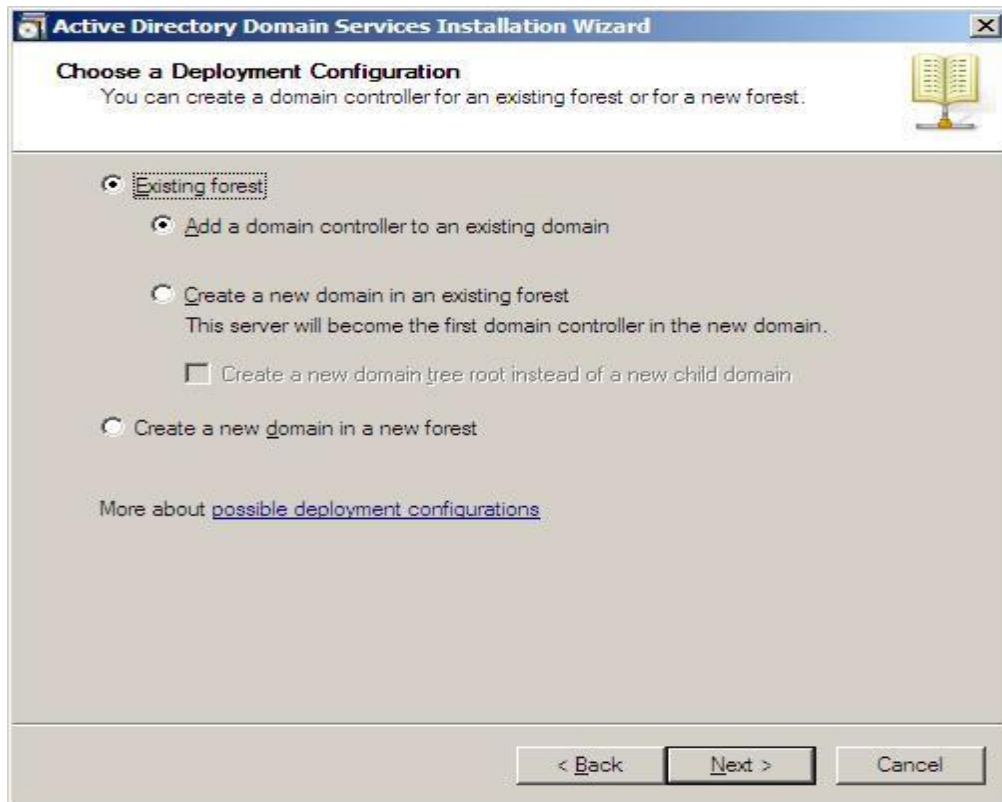 Active Directory Domain Services Installation Wizard
Choose a Deployment Configuration
You can create a domain controller for an existing forest or for a new forest.
Existing forest
Add a domain controller to an existing domain
Create a new domain in an existing forest
This server will become the first domain controller in the new domain.
Create a new domain tree root instead of a new child domain
Create a new domain in a new forest
More about possible deployment configurations
< Back
Next >
Cancel